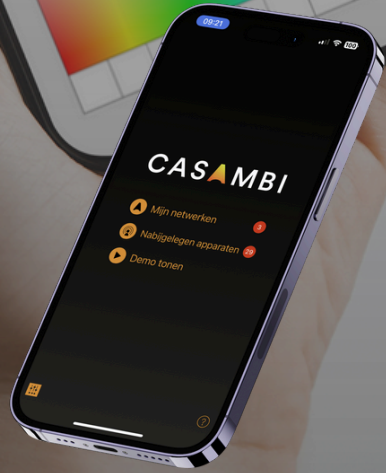 09:21
100
CASAMBI
Mijn netwerken
3
Nabijgelegen apparaten
29
Demo tonen
?